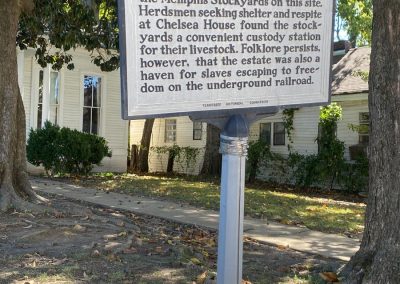 the Memphis Stockyards on this site.
Herdsmen seeking shelter and respite
at Chelsea House found the stock-
yards a convenient custody station
for their livestock. Folklore persists,
however, that the estate was also a
haven for slaves escaping to free-
dom on the underground railroad.
TENNESSEE HISTORICAL COMMISSION